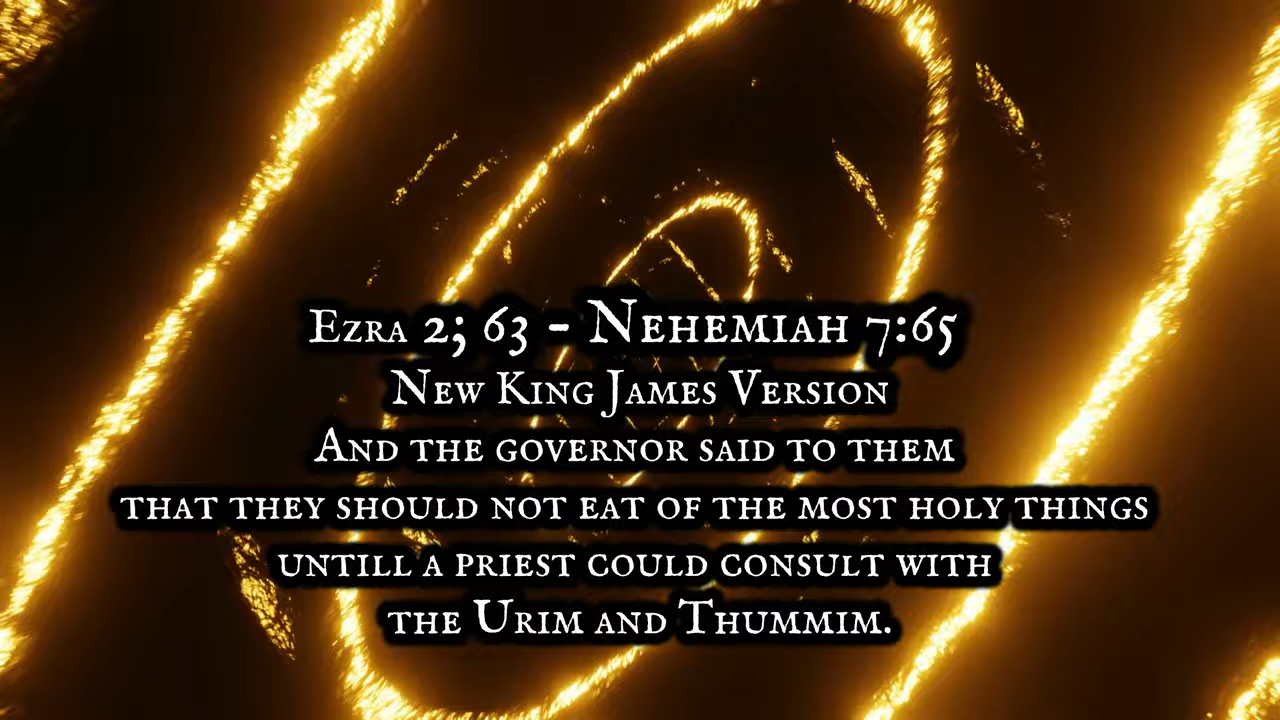 Ezra 2; 63 - Nehemiah 7:65
New King James Version
And the governor said to them
that they should not eat of the most holy things
untill a priest could consult with
the Urim and Thummim.